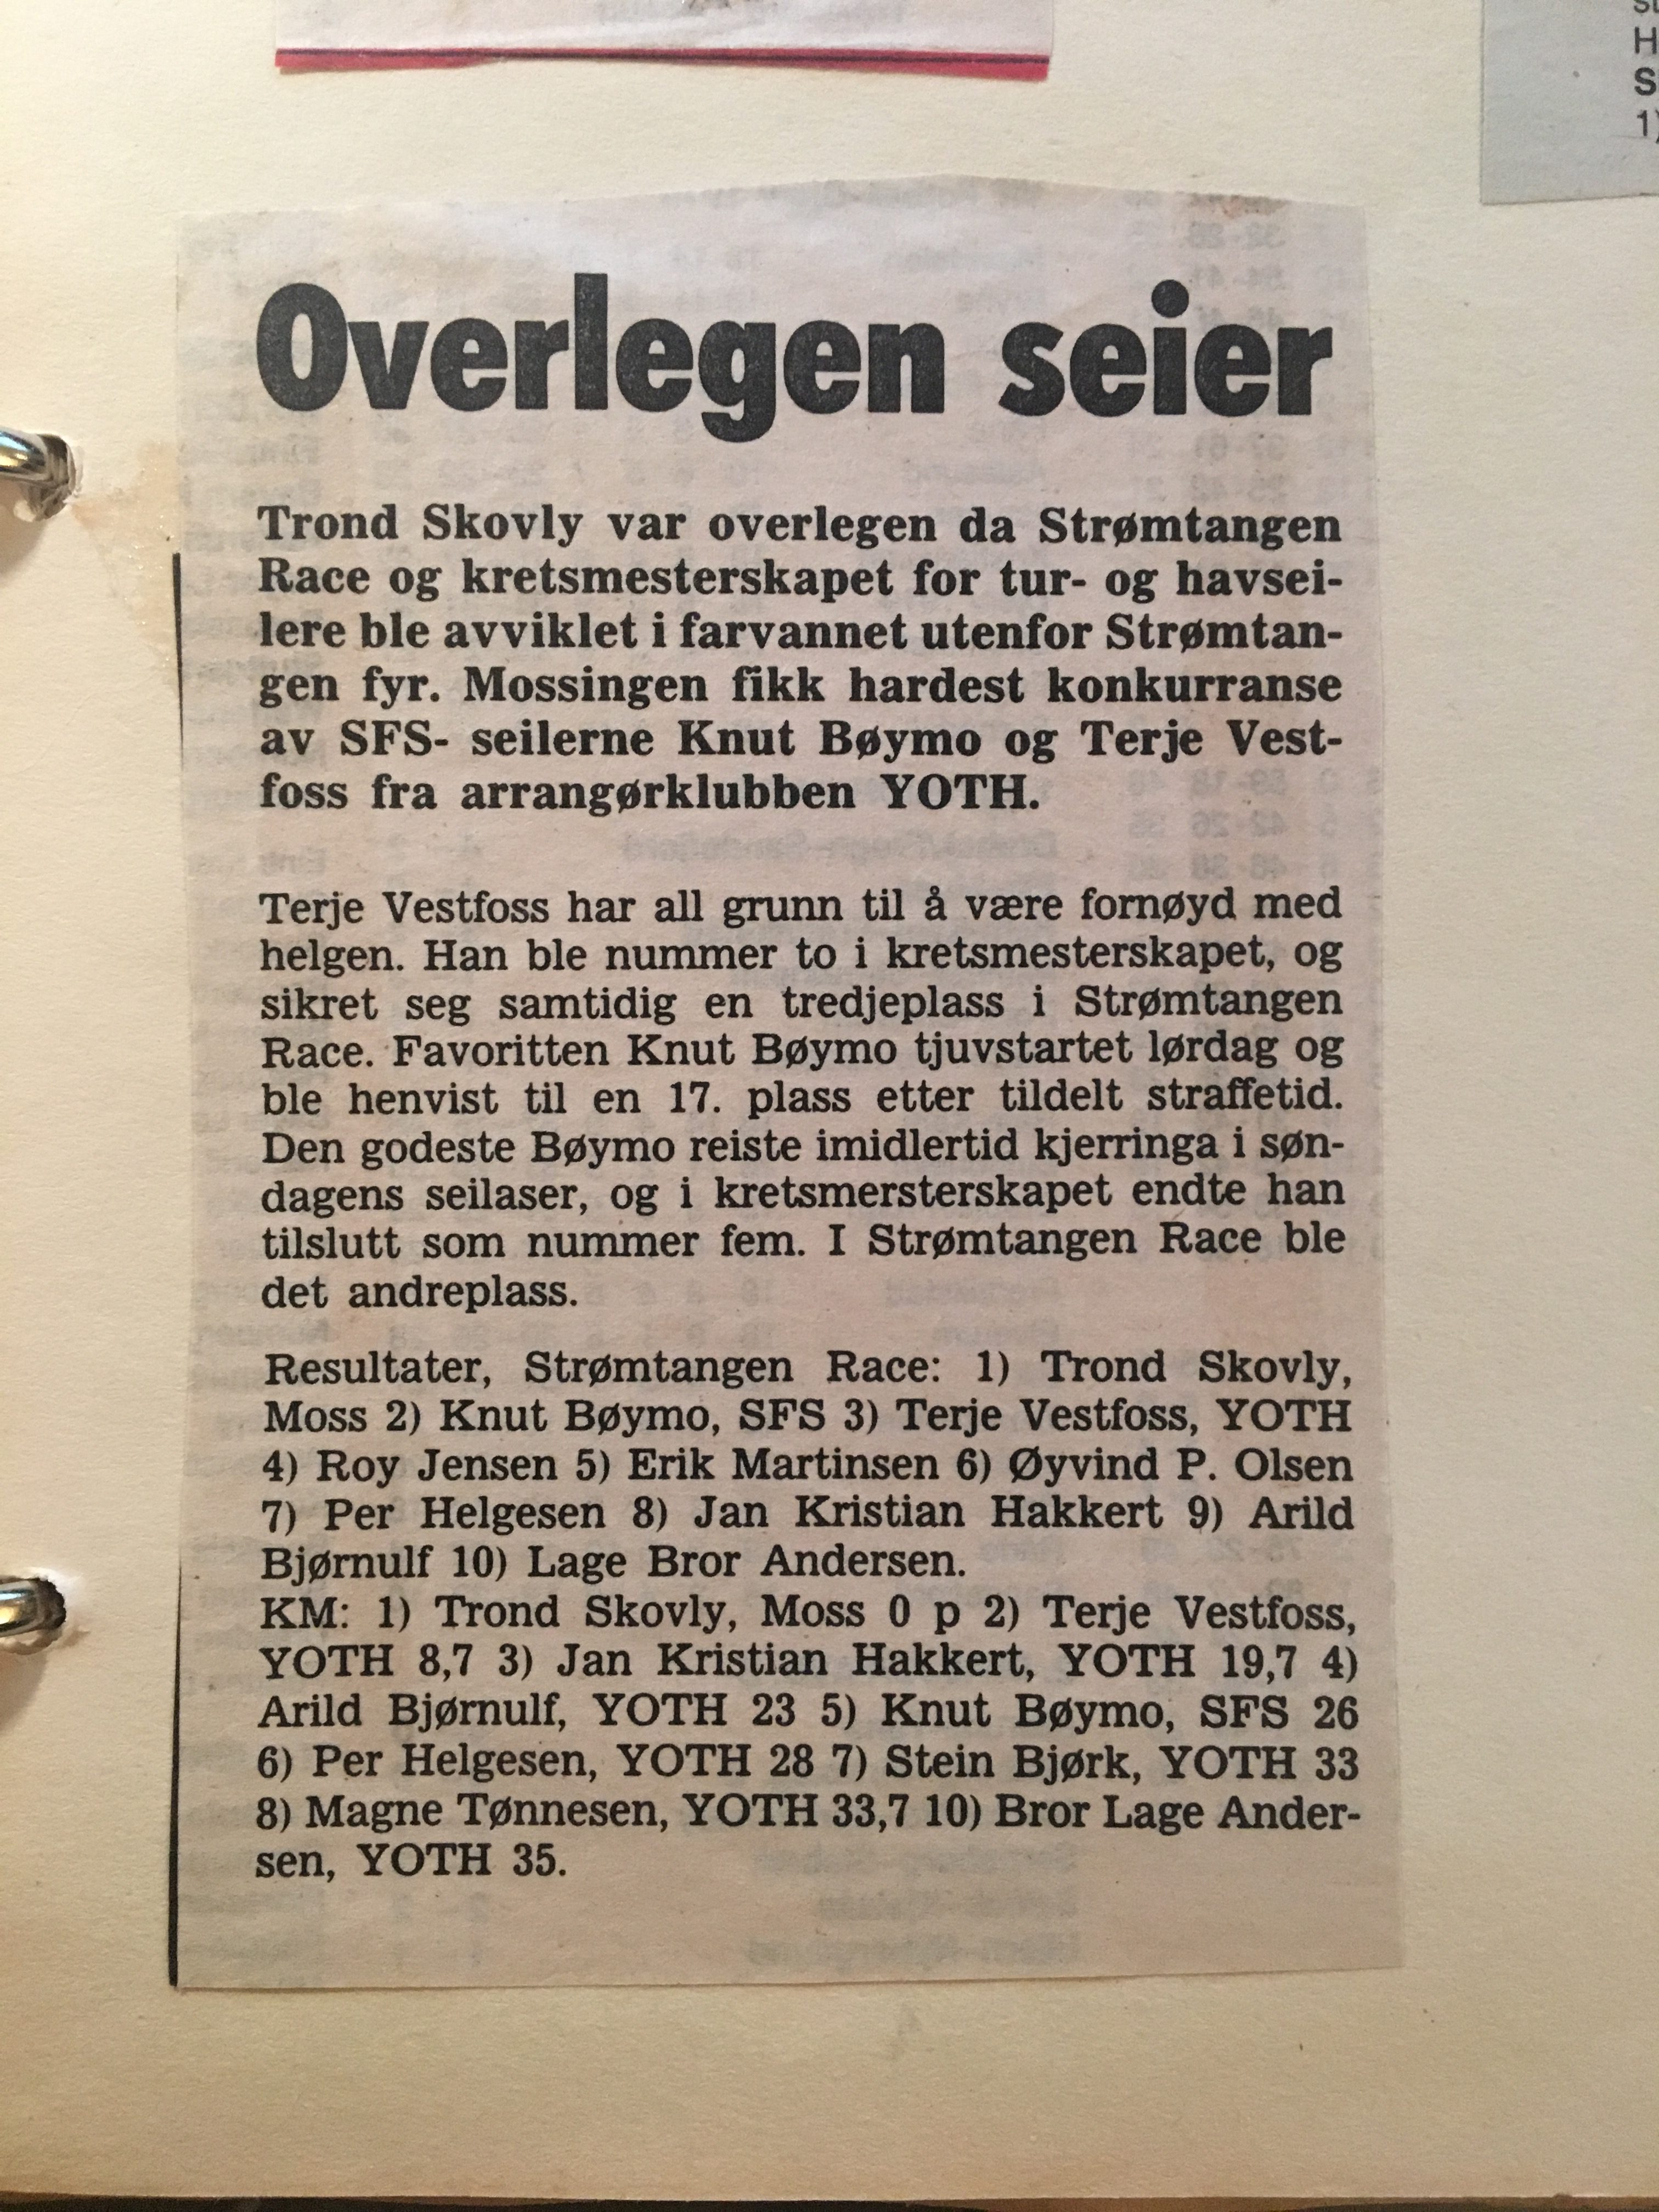 H
S
1)
Overlegen seier
Trond Skovly var overlegen da Strømtangen
Race og kretsmesterskapet for tur- og havsei-
lere ble avviklet i farvannet utenfor Strømtan-
gen fyr. Mossingen fikk hardest konkurranse
av SFS- seilerne Knut Bøymo og Terje Vest-
foss fra arrangørklubben YOTH.
Terje Vestfoss har all grunn til å være fornøyd med
helgen. Han ble nummer to i kretsmesterskapet, og
sikret seg samtidig en tredjeplass i Strømtangen
Race. Favoritten Knut Bøymo tjuvstartet lørdag og
ble henvist til en 17. plass etter tildelt straffetid.
Den godeste Bøymo reiste imidlertid kjerringa i søn-
dagens seilaser, og i kretsmersterskapet endte han
tilslutt som nummer fem. I Strømtangen Race ble
det andreplass.
Resultater, Strømtangen Race: 1) Trond Skovly,
Moss 2) Knut Bøymo, SFS 3) Terje Vestfoss, YOTH
4) Roy Jensen 5) Erik Martinsen 6) Øyvind P. Olsen
7) Per Helgesen 8) Jan Kristian Hakkert 9) Arild
Bjørnulf 10) Lage Bror Andersen.
KM: 1) Trond Skovly, Moss 0 p 2) Terje Vestfoss,
YOTH 8,7 3) Jan Kristian Hakkert, YOTH 19,7 4)
Arild Bjørnulf, YOTH 23 5) Knut Bøymo, SFS 26
6) Per Helgesen, YOTH 28 7) Stein Bjørk, YOTH 33
8) Magne Tønnesen, YOTH 33,7 10) Bror Lage Ander-
sen, YOTH 35.